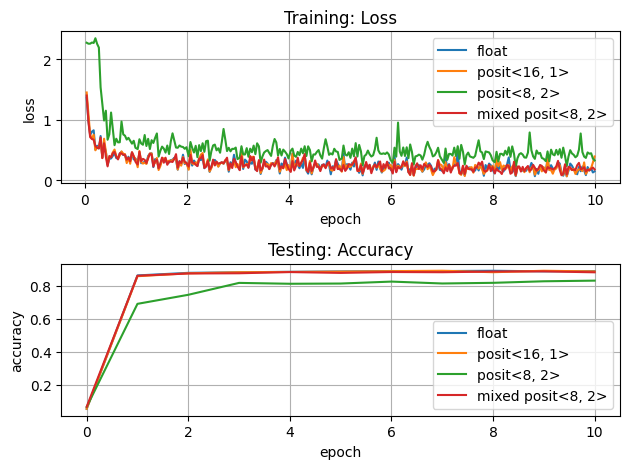 Training: Loss
2
1
0
loss
float
posit<16, 1>
posit<8, 2>
mixed posit<8, 2>
0 2 4 6 8 10
epoch
Testing: Accuracy
0.8
0.6
0.4
0.2
accuracy
float
posit<16, 1>
posit<8, 2>
mixed posit<8, 2>
0 2 4 6 8 10
epoch